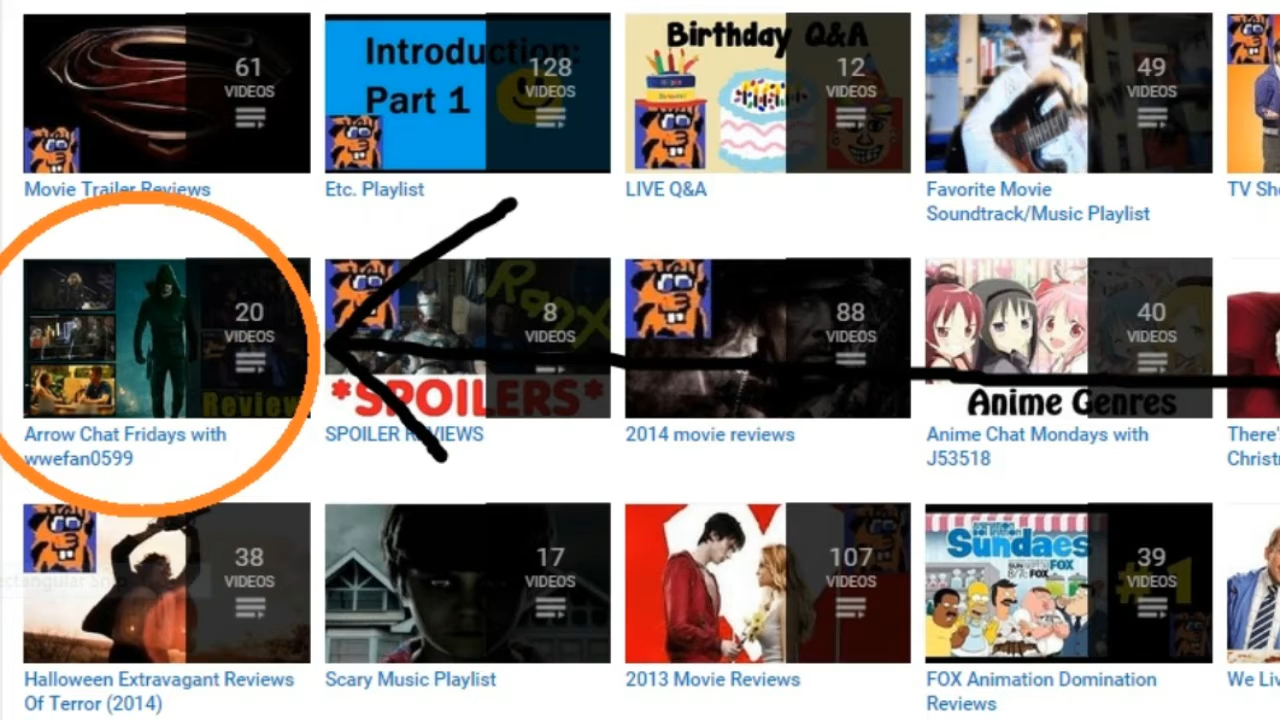 61
VIDEOS
Movie Trailer Reviews
Introduction:
Part 1
128
VIDEOS
Etc. Playlist
Birthday Q&A
12
VIDEOS
LIVE Q&A
49
VIDEOS
Favorite Movie
Soundtrack/Music Playlist
TV Sh
20
VIDEOS
Review
Arrow Chat Fridays with
wwefan0599
8
VIDEOS
*SPOILERS*
SPOILER REVIEWS
88
VIDEOS
2014 movie reviews
40
VIDEOS
Anime Genres
Anime Chat Mondays with
J53518
There'
Christ
38
VIDEOS
Halloween Extravagant Reviews
Of Terror (2014)
17
VIDEOS
Scary Music Playlist
107
VIDEOS
2013 Movie Reviews
Sundaes
FOX
39
VIDEOS
#1
FOX Animation Domination
Reviews
We Liv